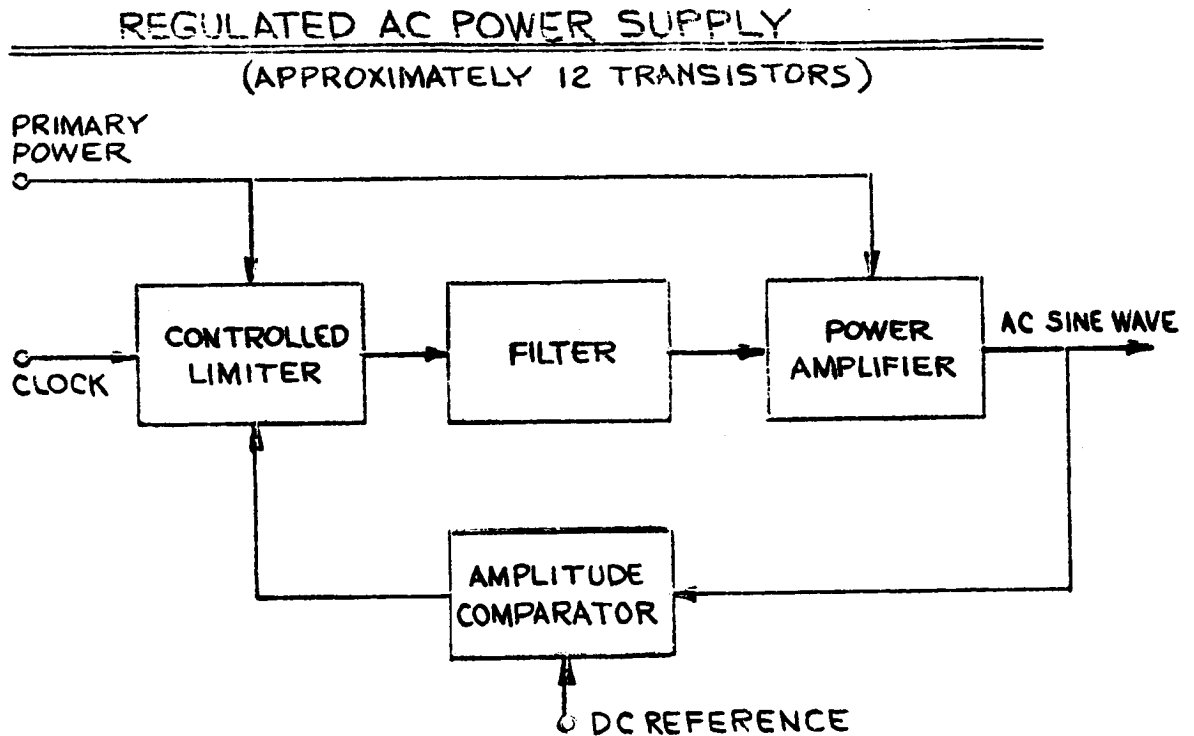 REGULATED AC POWER SUPPLY
(APPROXIMATELY 12 TRANSISTORS)
PRIMARY
POWER
CONTROLLED
LIMITER
FILTER
POWER
AMPLIFIER
AC SINE WAVE
CLOCK
AMPLITUDE
COMPARATOR
DC REFERENCE